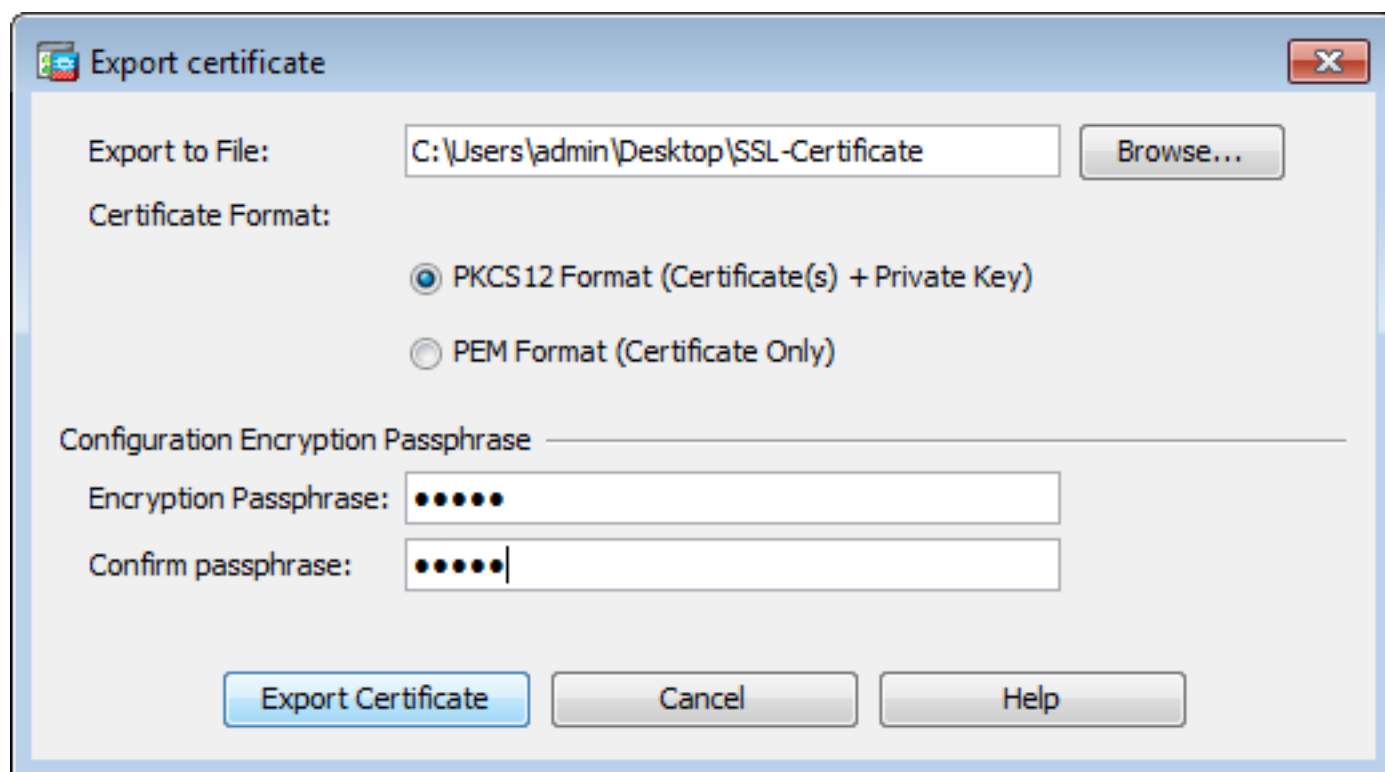 Export certificate
Export to File: C:\Users\admin\Desktop\SSL-Certificate Browse...
Certificate Format:
PKCS12 Format (Certificate(s) + Private Key)
PEM Format (Certificate Only)
Configuration Encryption Passphrase
Encryption Passphrase: •••••
Confirm passphrase: •••••
Export Certificate Cancel Help